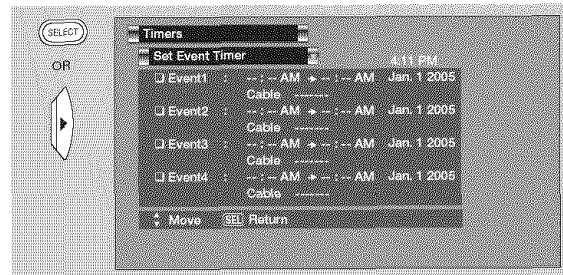 SELECT
OR
Timers
Set Event Timer
4:11 PM
❏ Event1 : -- : -- AM → -- : -- AM Jan. 1 2005
Cable -------
❏ Event2 : -- : -- AM → -- : -- AM Jan. 1 2005
Cable -------
❏ Event3 : -- : -- AM → -- : -- AM Jan. 1 2005
Cable -------
❏ Event4 : -- : -- AM → -- : -- AM Jan. 1 2005
Cable -------
Move SEL Return